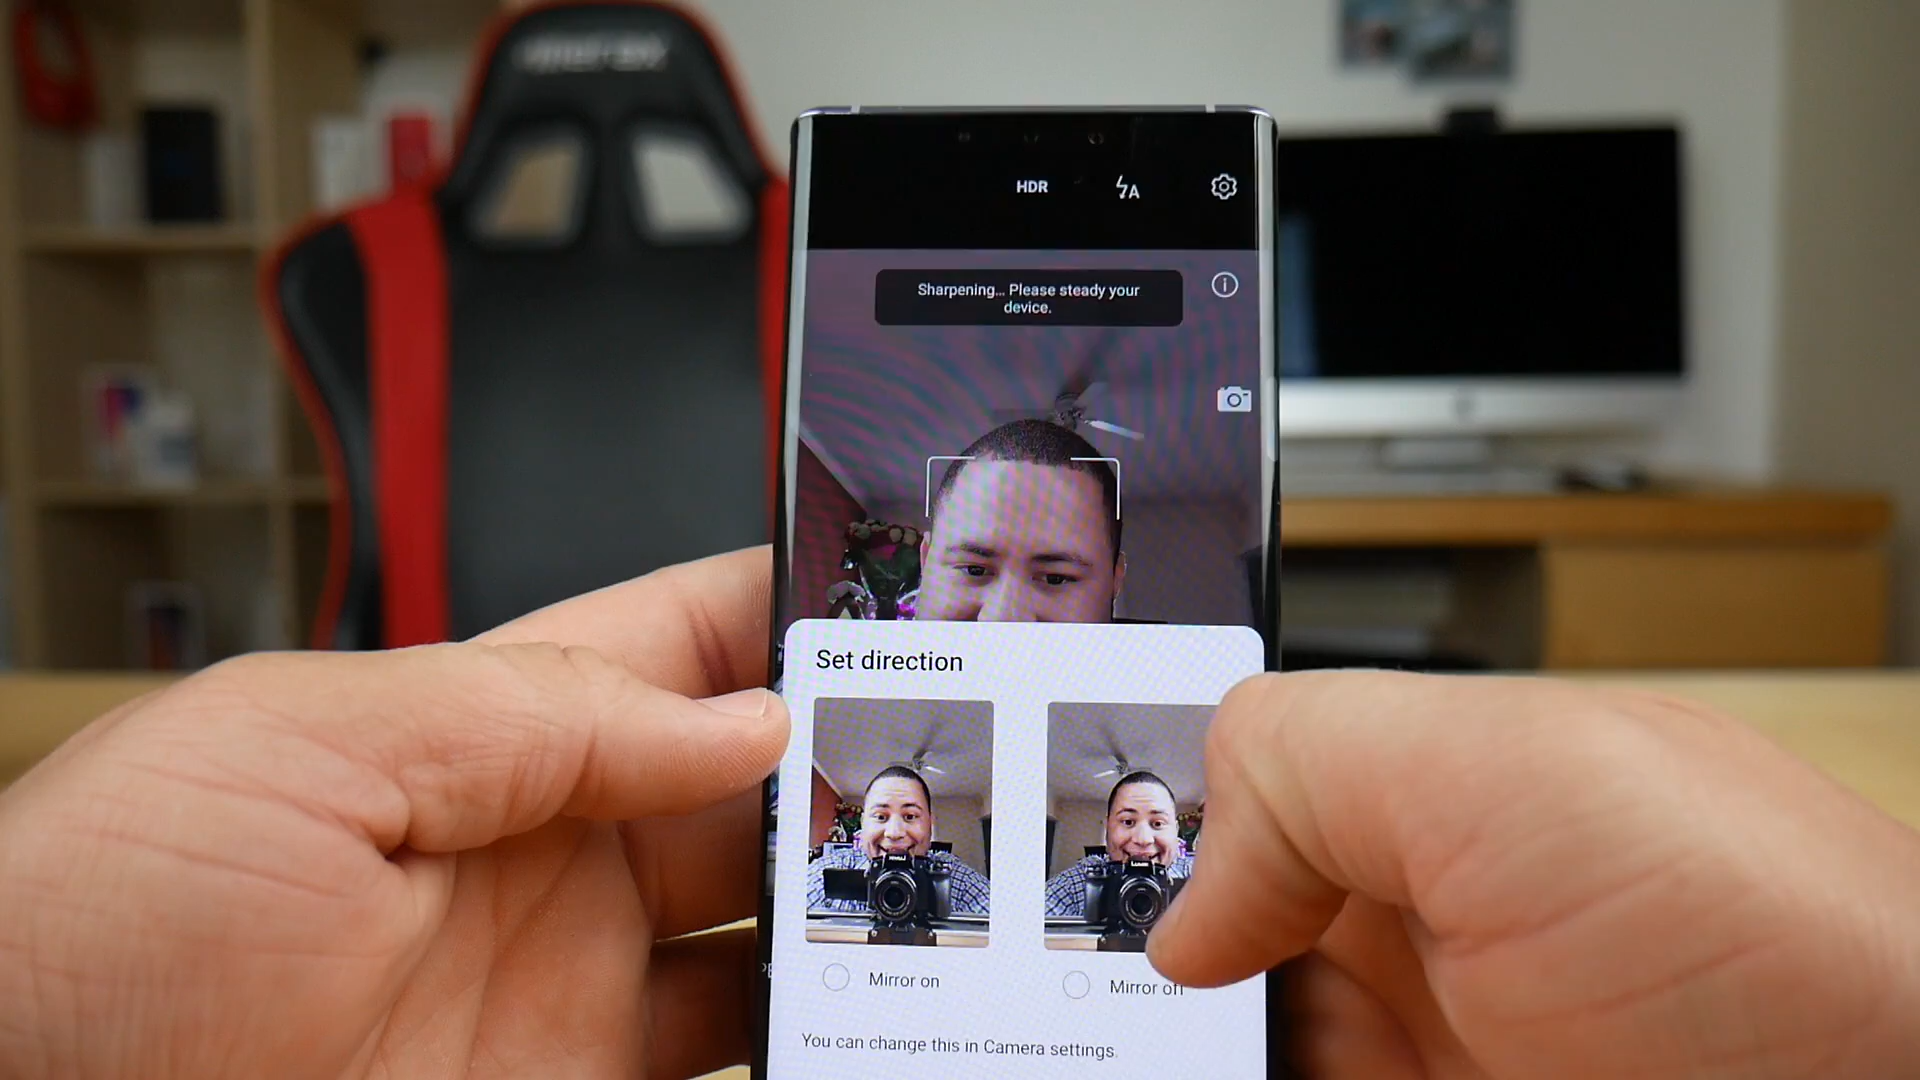 HDR
A
Sharpening... Please steady your
device.
Set direction
LUMIX
Mirror on
Mirror off
You can change this in Camera settings.